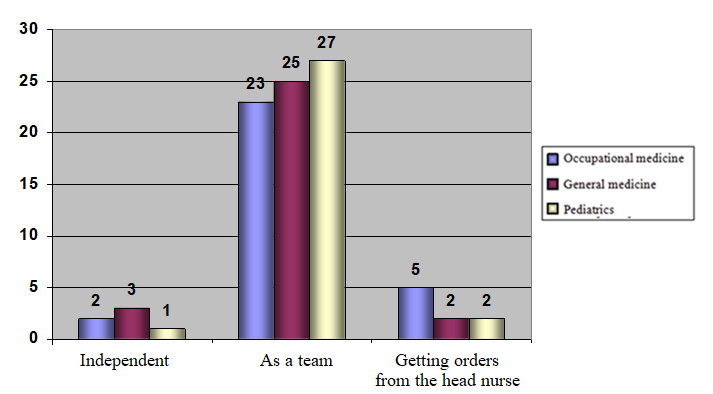 30
25
20
15
10
5
0
2
3
1
23
25
27
5
2
2
Independent
As a team
Getting orders
from the head nurse
Occupational medicine
General medicine
Pediatrics